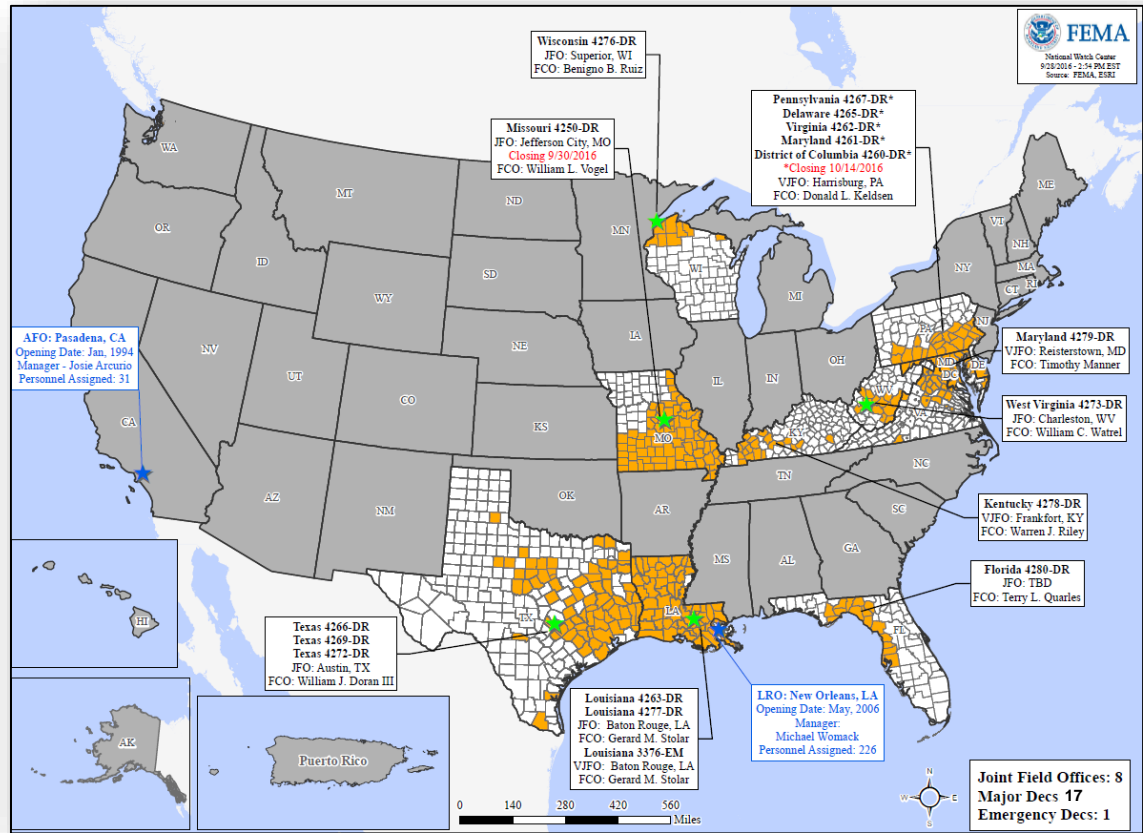 FEMA
National Watch Center
9/28/2016 - 2:54 PM EST
Source: FEMA, ESRI
Wisconsin 4276-DR
JFO: Superior, WI
FCO: Benigno B. Ruiz
Missouri 4250-DR
JFO: Jefferson City, MO
Closing 9/30/2016
FCO: William L. Vogel
Pennsylvania 4267-DR*
Delaware 4265-DR*
Virginia 4262-DR*
Maryland 4261-DR*
District of Columbia 4260-DR*
*Closing 10/14/2016
VJFO: Harrisburg, PA
FCO: Donald L. Keldsen
WA
OR
ID
MT
ND
SD
WY
NE
MN
WI
MI
IA
IL
IN
OH
NY
VT
NH
ME
MA
CT
RI
NJ
PA
MD
DC
DE
WV
VA
KY
NV
UT
CO
KS
MO
CA
AZ
NM
OK
AR
TN
NC
SC
MS
AL
GA
TX
LA
FL
HI
AK
Puerto Rico
AFO: Pasadena, CA
Opening Date: Jan, 1994
Manager - Josie Arcurio
Personnel Assigned: 31
Maryland 4279-DR
VJFO: Reisterstown, MD
FCO: Timothy Manner
West Virginia 4273-DR
JFO: Charleston, WV
FCO: William C. Watrel
Kentucky 4278-DR
VJFO: Frankfort, KY
FCO: Warren J. Riley
Florida 4280-DR
JFO: TBD
FCO: Terry L. Quarles
Texas 4266-DR
Texas 4269-DR
Texas 4272-DR
JFO: Austin, TX
FCO: William J. Doran III
Louisiana 4263-DR
Louisiana 4277-DR
JFO: Baton Rouge, LA
FCO: Gerard M. Stolar
Louisiana 3376-EM
VJFO: Baton Rouge, LA
FCO: Gerard M. Stolar
LRO: New Orleans, LA
Opening Date: May, 2006
Manager:
Michael Womack
Personnel Assigned: 226
0 140 280 420 560
Miles
N
W E
S
Joint Field Offices: 8
Major Decs 17
Emergency Decs: 1